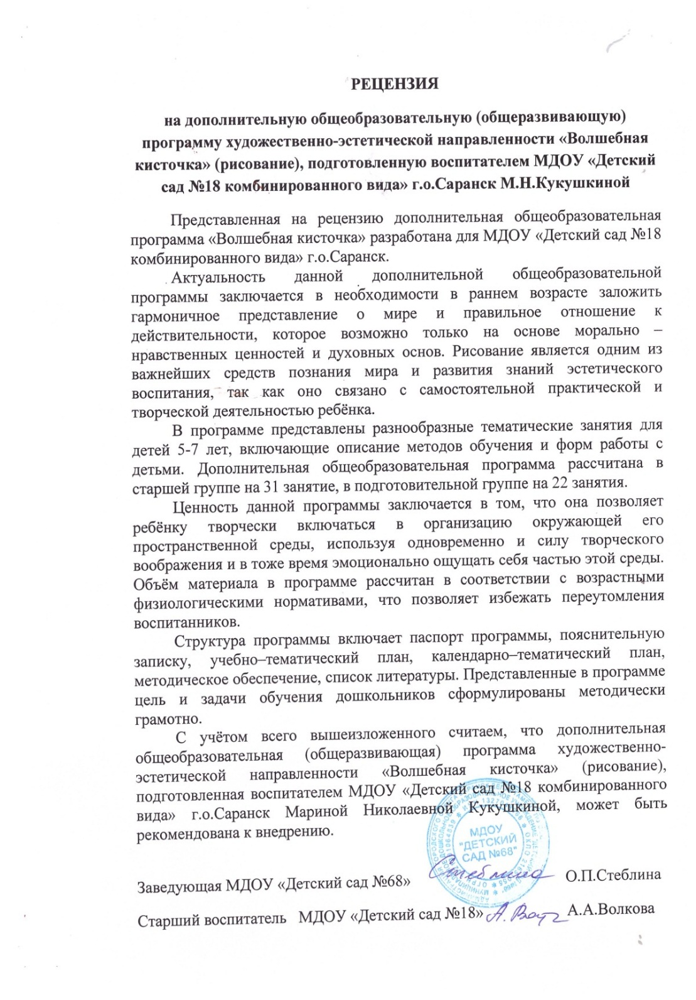 РЕЦЕНЗИЯ
на дополнительную общеобразовательную (общеразвивающую)
программу художественно-эстетической направленности «Волшебная
кисточка» (рисование), подготовленную воспитателем МДОУ «Детский
сад №18 комбинированного вида» г.о.Саранск М.Н.Кукушкиной
Представленная на рецензию дополнительная общеобразовательная
программа «Волшебная кисточка» разработана для МДОУ «Детский сад №18
комбинированного вида» г.о.Саранск.
Актуальность данной дополнительной общеобразовательной
программы заключается в необходимости в раннем возрасте заложить
гармоничное представление о мире и правильное отношение к
действительности, которое возможно только на основе морально –
нравственных ценностей и духовных основ. Рисование является одним из
важнейших средств познания мира и развития знаний эстетического
воспитания, так как оно связано с самостоятельной практической и
творческой деятельностью ребёнка.
В программе представлены разнообразные тематические занятия для
детей 5-7 лет, включающие описание методов обучения и форм работы с
детьми. Дополнительная общеобразовательная программа рассчитана в
старшей группе на 31 занятие, в подготовительной группе на 22 занятия.
Ценность данной программы заключается в том, что она позволяет
ребёнку творчески включаться в организацию окружающей его
пространственной среды, используя одновременно и силу творческого
воображения и в тоже время эмоционально ощущать себя частью этой среды.
Объём материала в программе рассчитан в соответствии с возрастными
физиологическими нормативами, что позволяет избежать переутомления
воспитанников.
Структура программы включает паспорт программы, пояснительную
записку, учебно–тематический план, календарно–тематический план,
методическое обеспечение, список литературы. Представленные в программе
цель и задачи обучения дошкольников сформулированы методически
грамотно.
С учётом всего вышеизложенного считаем, что дополнительная
общеобразовательная (общеразвивающая) программа художественно-
эстетической направленности «Волшебная кисточка» (рисование),
подготовленная воспитателем МДОУ «Детский сад №18 комбинированного
вида» г.о.Саранск Мариной Николаевной Кукушкиной, может быть
рекомендована к внедрению.
МДОУ
"ДЕТСКИЙ
САД №68"
Заведующая МДОУ «Детский сад №68» Стеблина О.П.Стеблина
Старший воспитатель МДОУ «Детский сад №18» А.А.Волкова